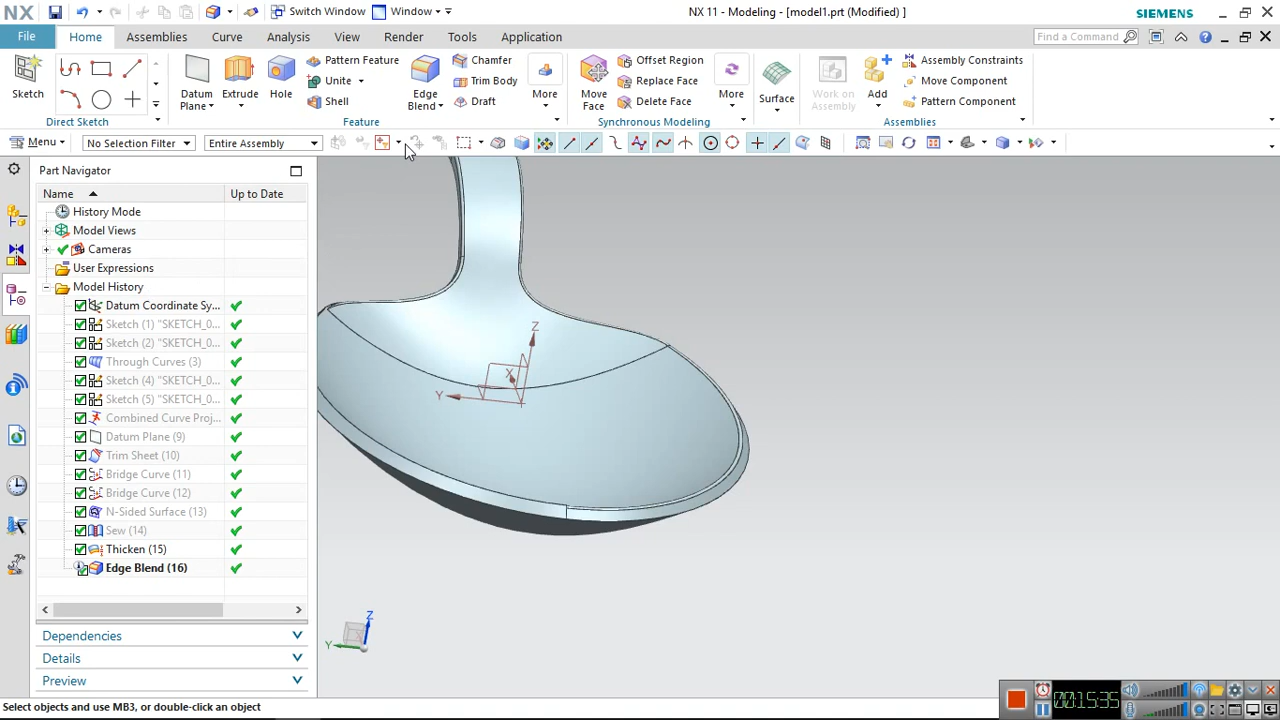 NX Switch Window Window NX 11 - Modeling - [model1.prt (Modified) ] SIEMENS
File Home Assemblies Curve Analysis View Render Tools Application Find a Command
Sketch
Direct Sketch
Datum Plane Extrude Hole
Pattern Feature
Unite
Shell
Edge Blend
Chamfer
Trim Body
Draft
More
Feature
Move Face
Offset Region
Replace Face
Delete Face
More
Synchronous Modeling
Surface
Work on Assembly
Add
Assembly Constraints
Move Component
Pattern Component
Assemblies
Menu No Selection Filter Entire Assembly
Part Navigator
Name Up to Date
History Mode
Model Views
Cameras
User Expressions
Model History
Datum Coordinate Sy...
Sketch (1) "SKETCH_0...
Sketch (2) "SKETCH_0...
Through Curves (3)
Sketch (4) "SKETCH_0...
Sketch (5) "SKETCH_0...
Combined Curve Proj...
Datum Plane (9)
Trim Sheet (10)
Bridge Curve (11)
Bridge Curve (12)
N-Sided Surface (13)
Sew (14)
Thicken (15)
Edge Blend (16)
Dependencies
Details
Preview
Z
X
Y
Z
Y
Select objects and use MB3, or double-click an object
00:15:35